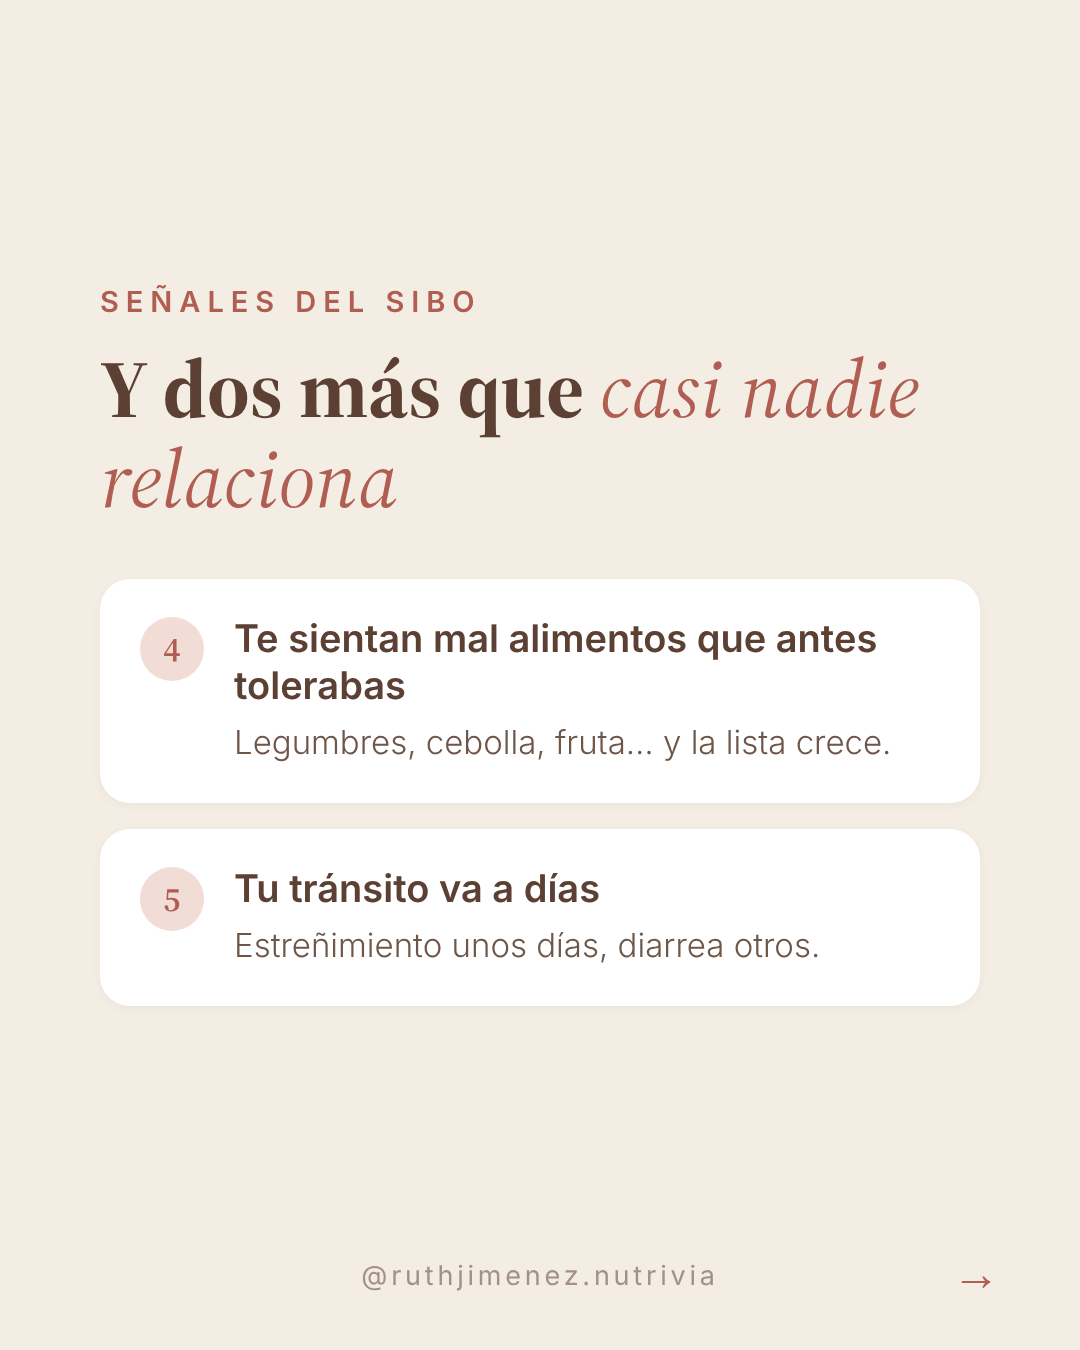 SEÑALES DEL SIBO
Y dos más que casi nadie
relaciona
4
Te sientan mal alimentos que antes
tolerabas
Legumbres, cebolla, fruta... y la lista crece.
5
Tu tránsito va a días
Estreñimiento unos días, diarrea otros.
@ruthjimenez.nutrivia
→